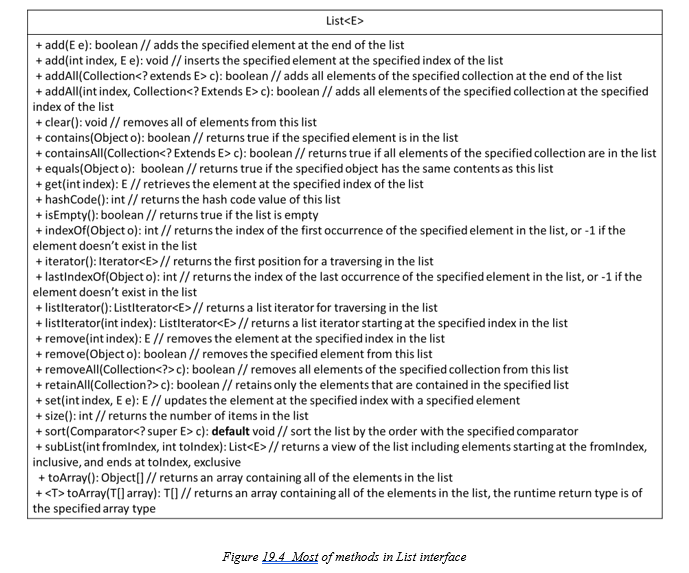 List<E>
+ add(E e): boolean // adds the specified element at the end of the list
+ add(int index, E e): void // inserts the specified element at the specified index of the list
+ addAll(Collection<? extends E> c): boolean // adds all elements of the specified collection at the end of the list
+ addAll(int index, Collection<? Extends E> c): boolean // adds all elements of the specified collection at the specified
index of the list
+ clear(): void // removes all of elements from this list
+ contains(Object o): boolean // returns true if the specified element is in the list
+ containsAll(Collection<? Extends E> c): boolean // returns true if all elements of the specified collection are in the list
+ equals(Object o): boolean // returns true if the specified object has the same contents as this list
+ get(int index): E // retrieves the element at the specified index of the list
+ hashCode(): int // returns the hash code value of this list
+ isEmpty(): boolean // returns true if the list is empty
+ indexOf(Object o): int // returns the index of the first occurrence of the specified element in the list, or -1 if the
element doesn't exist in the list
+ iterator(): Iterator<E> // returns the first position for a traversing in the list
+ lastIndexOf(Object o): int // returns the index of the last occurrence of the specified element in the list, or -1 if the
element doesn't exist in the list
+ listIterator(): ListIterator<E> // returns a list iterator for traversing in the list
+ listIterator(int index): ListIterator<E> // returns a list iterator starting at the specified index in the list
+ remove(int index): E // removes the element at the specified index in the list
+ remove(Object o): boolean // removes the specified element from this list
+ removeAll(Collection<?> c): boolean // removes all elements of the specified collection from this list
+ retainAll(Collection?> c): boolean // retains only the elements that are contained in the specified list
+ set(int index, E e): E // updates the element at the specified index with a specified element
+ size(): int // returns the number of items in the list
+ sort(Comparator<? super E> c): default void // sort the list by the order with the specified comparator
+ subList(int fromIndex, int toIndex): List<E> // returns a view of the list including elements starting at the fromIndex,
inclusive, and ends at toIndex, exclusive
+ toArray(): Object[] // returns an array containing all of the elements in the list
+ <T> toArray(T[] array): T[] // returns an array containing all of the elements in the list, the runtime return type is of
the specified array type
Figure 19.4 Most of methods in List interface